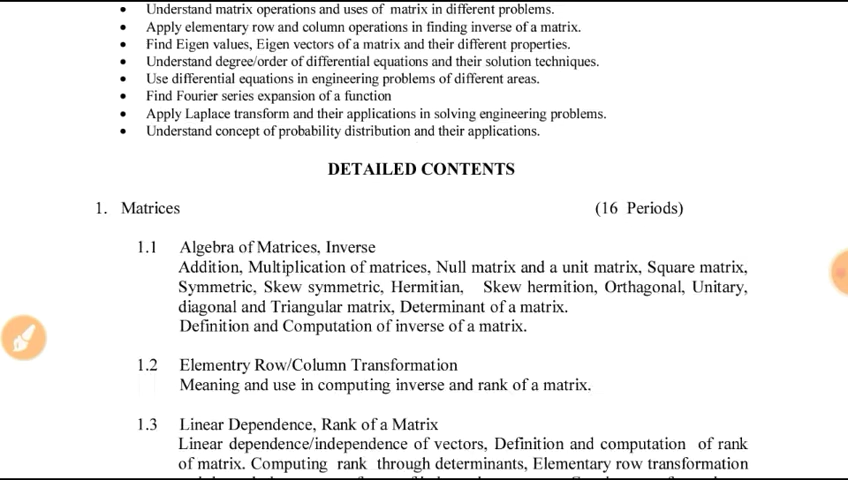 • Understand matrix operations and uses of matrix in different problems.
• Apply elementary row and column operations in finding inverse of a matrix.
• Find Eigen values, Eigen vectors of a matrix and their different properties.
• Understand degree/order of differential equations and their solution techniques.
• Use differential equations in engineering problems of different areas.
• Find Fourier series expansion of a function
• Apply Laplace transform and their applications in solving engineering problems.
• Understand concept of probability distribution and their applications.
DETAILED CONTENTS
1. Matrices (16 Periods)
1.1 Algebra of Matrices, Inverse
Addition, Multiplication of matrices, Null matrix and a unit matrix, Square matrix,
Symmetric, Skew symmetric, Hermitian, Skew hermition, Orthagonal, Unitary,
diagonal and Triangular matrix, Determinant of a matrix.
Definition and Computation of inverse of a matrix.
1.2 Elementry Row/Column Transformation
Meaning and use in computing inverse and rank of a matrix.
1.3 Linear Dependence, Rank of a Matrix
Linear dependence/independence of vectors, Definition and computation of rank
of matrix. Computing rank through determinants, Elementary row transformation